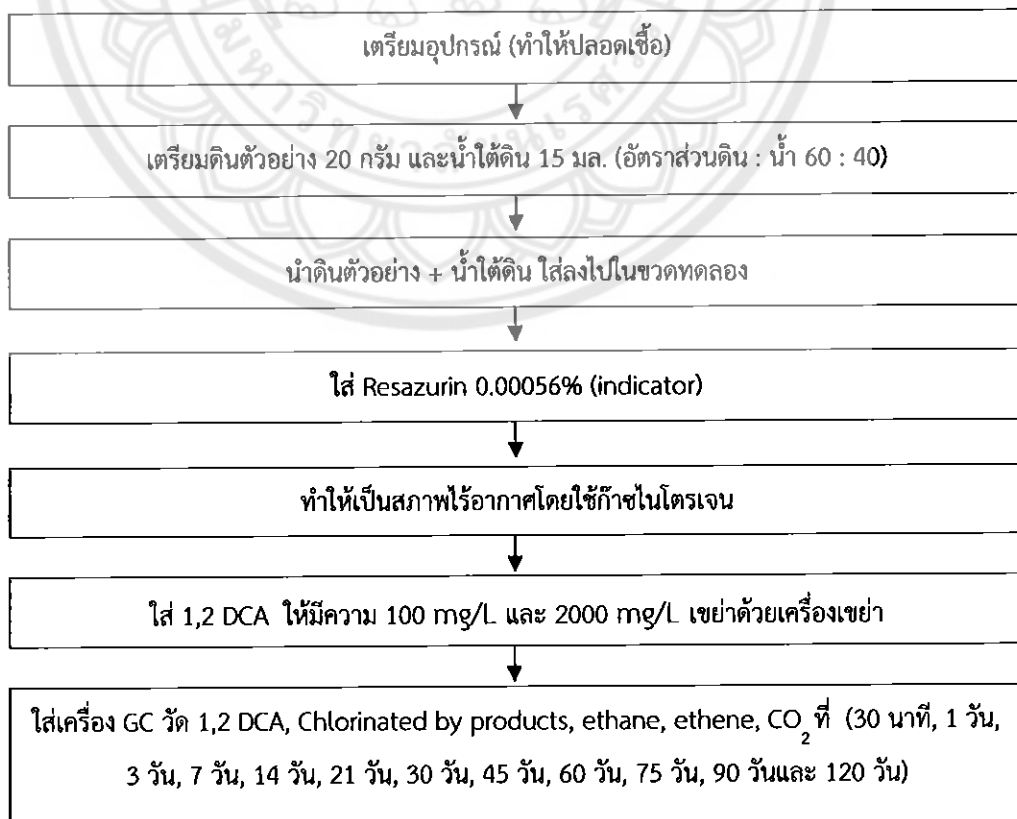 เตรียมอุปกรณ์ (ทำให้ปลอดเชื้อ)
เตรียมดินตัวอย่าง 20 กรัม และน้ำใต้ดิน 15 มล. (อัตราส่วนดิน : น้ำ 60 : 40)
นำดินตัวอย่าง + น้ำใต้ดิน ใส่ลงไปในขวดทดลอง
ใส่ Resazurin 0.00056% (indicator)
ทำให้เป็นสภาพไร้อากาศโดยใช้ก๊าซไนโตรเจน
ใส่ 1,2 DCA ให้มีความ 100 mg/L และ 2000 mg/L เขย่าด้วยเครื่องเขย่า
ใส่เครื่อง GC วัด 1,2 DCA, Chlorinated by products, ethane, ethene, CO₂ ที่ (30 นาที, 1 วัน,
3 วัน, 7 วัน, 14 วัน, 21 วัน, 30 วัน, 45 วัน, 60 วัน, 75 วัน, 90 วันและ 120 วัน)